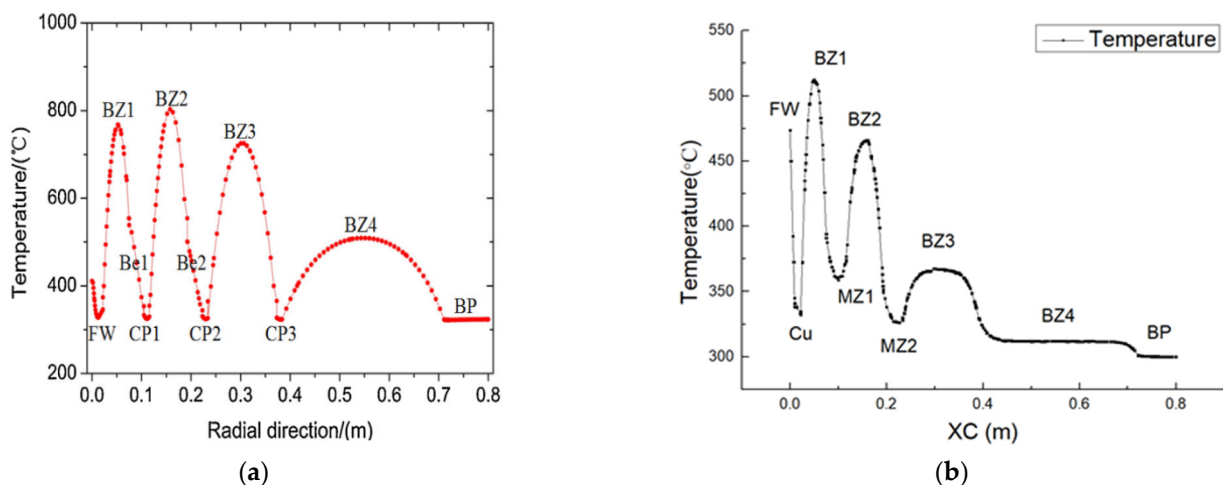 1000
800
600
400
200
Temperature/(℃)
BZ1
BZ2
BZ3
BZ4
Be1
Be2
FW
CP1
CP2
CP3
BP
0.0 0.1 0.2 0.3 0.4 0.5 0.6 0.7 0.8
Radial direction/(m)
(a)
550
500
450
400
350
300
Temperature(°C)
Temperature
BZ1
FW
BZ2
BZ3
MZ1
Cu
MZ2
BZ4
BP
0.0 0.2 0.4 0.6 0.8
XC (m)
(b)